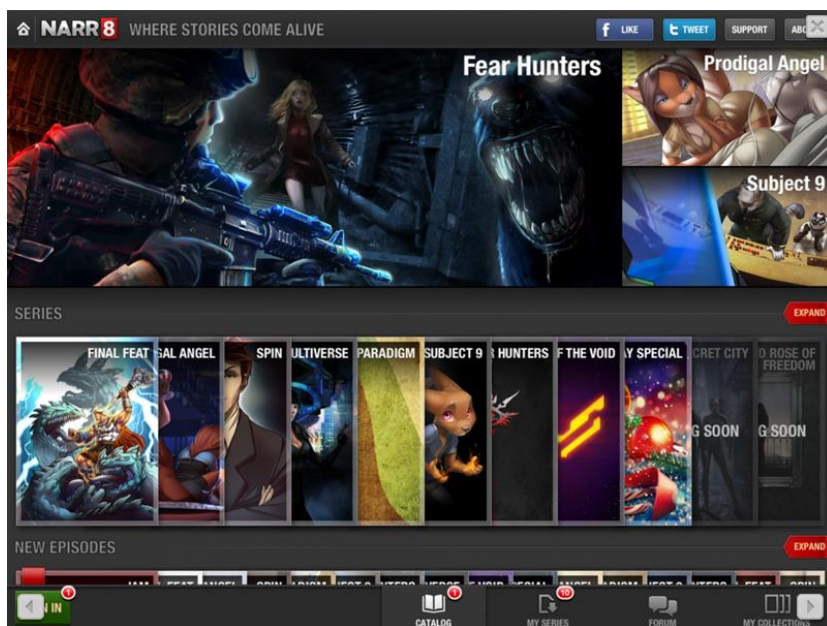 NARR8 WHERE STORIES COME ALIVE
f LIKE
TWEET
SUPPORT
Fear Hunters
Prodigal Angel
Subject 9
SERIES
EXPAND
FINAL FEAT
GAL ANGEL
SPIN
ULTIVERSE
PARADIGM
SUBJECT 9
R HUNTERS
F THE VOID
Y SPECIAL
CRET CITY
D ROSE OF
FREEDOM
G SOON
G SOON
NEW EPISODES
EXPAND
1
N IN
1
CATALOG
10
MY SERIES
FORUM
MY COLLECTIONS